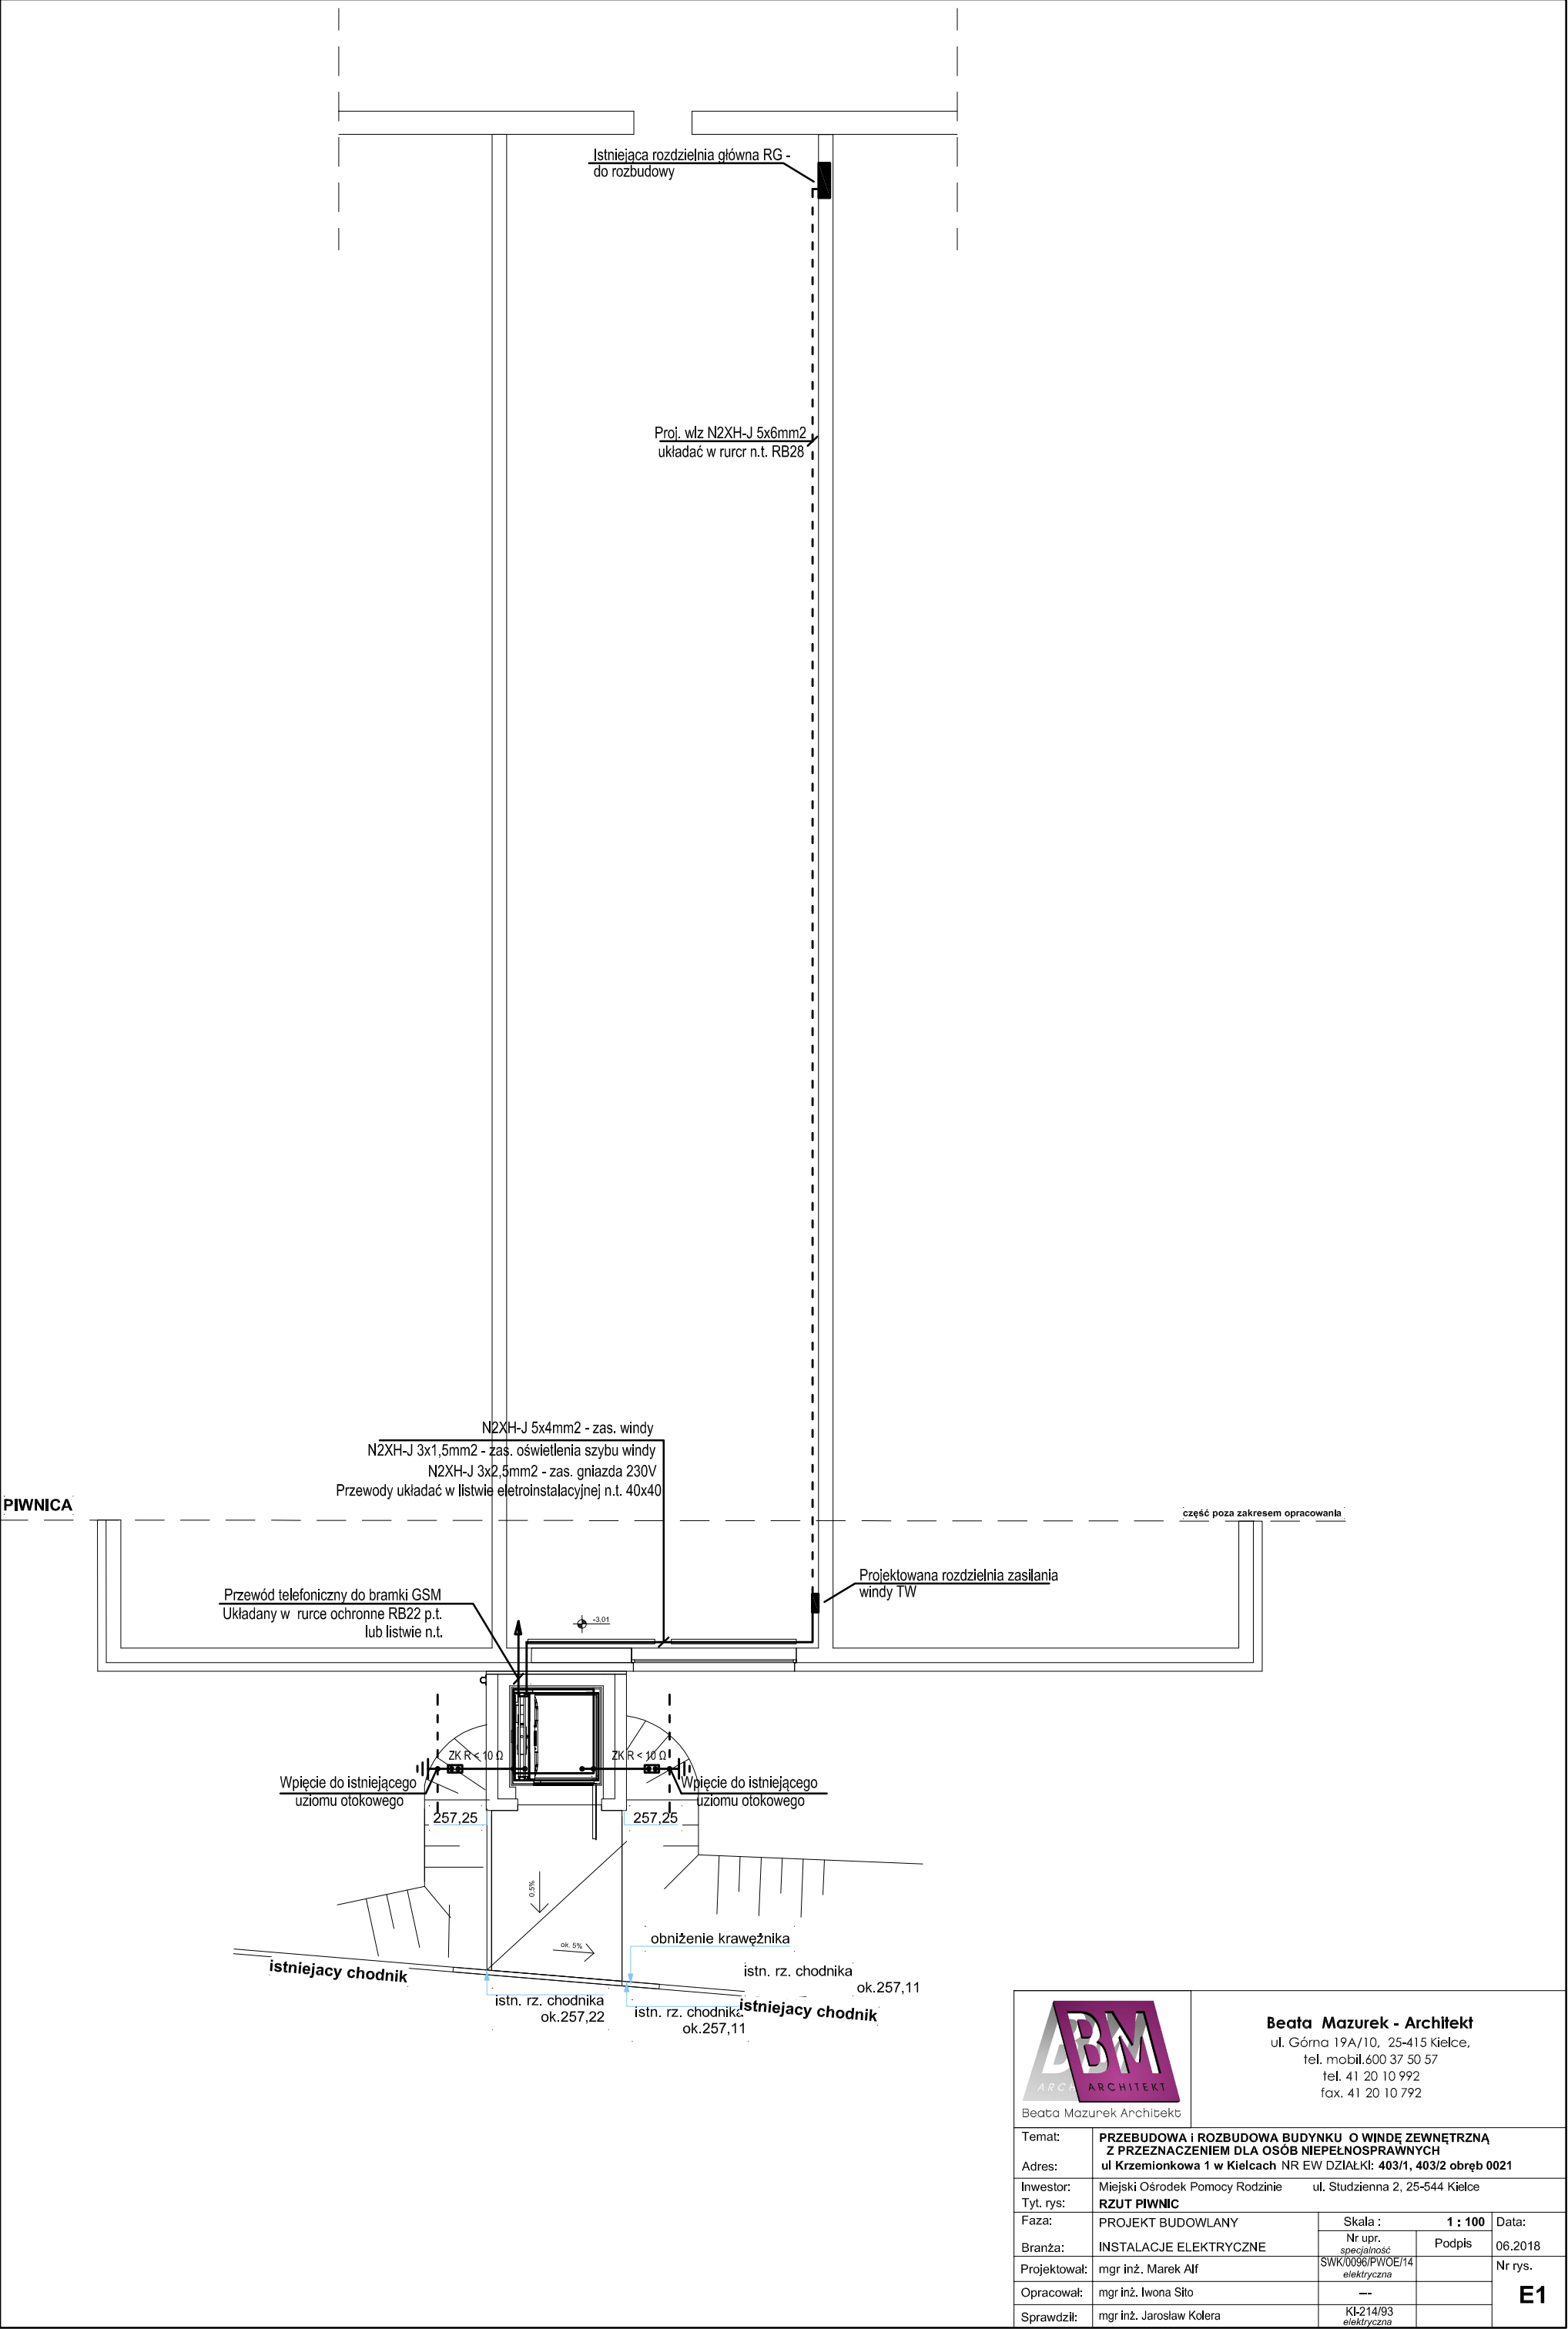 Istniejąca rozdzielnia główna RG -
do rozbudowy
Proj. wlz N2XH-J 5x6mm2
układać w rurcr n.t. RB28
N2XH-J 5x4mm2 - zas. windy
N2XH-J 3x1,5mm2 - zas. oświetlenia szybu windy
N2XH-J 3x2,5mm2 - zas. gniazda 230V
Przewody układać w listwie eletroinstalacyjnej n.t. 40x40
PIWNICA
część poza zakresem opracowania
Projektowana rozdzielnia zasilania
windy TW
Przewód telefoniczny do bramki GSM
Układany w rurce ochronne RB22 p.t.
lub listwie n.t.
-3.01
ZK R < 10 Ω
ZK R < 10 Ω
Wpięcie do istniejącego
uziomu otokowego
Wpięcie do istniejącego
uziomu otokowego
257,25
257,25
0.5%
ok. 5%
obniżenie krawężnika
istniejacy chodnik
istn. rz. chodnika
ok.257,11
istn. rz. chodnika
ok.257,22
istn. rz. chodnika
ok.257,11
istniejacy chodnik
BM
ARCH ARCHITEKT
Beata Mazurek Architekt
Beata Mazurek - Architekt
ul. Górna 19A/10, 25-415 Kielce,
tel. mobil.600 37 50 57
tel. 41 20 10 992
fax. 41 20 10 792
Temat: PRZEBUDOWA i ROZBUDOWA BUDYNKU O WINDĘ ZEWNĘTRZNĄ
Z PRZEZNACZENIEM DLA OSÓB NIEPEŁNOSPRAWNYCH
Adres: ul Krzemionkowa 1 w Kielcach NR EW DZIAŁKI: 403/1, 403/2 obręb 0021
Inwestor: Miejski Ośrodek Pomocy Rodzinie ul. Studzienna 2, 25-544 Kielce
Tyt. rys: RZUT PIWNIC
Faza: PROJEKT BUDOWLANY Skala : 1 : 100 Data:
Branża: INSTALACJE ELEKTRYCZNE Nr upr. specjalność Podpis 06.2018
Projektował: mgr inż. Marek Alf SWK/0096/PWOE/14 elektryczna Nr rys.
Opracował: mgr inż. Iwona Sito --- E1
Sprawdził: mgr inż. Jarosław Kolera KI-214/93 elektryczna